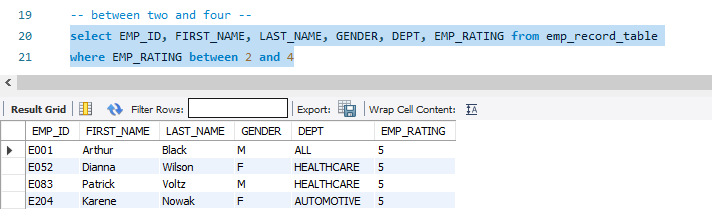 19 -- between two and four --
20 select EMP_ID, FIRST_NAME, LAST_NAME, GENDER, DEPT, EMP_RATING from emp_record_table
21 where EMP_RATING between 2 and 4
Result Grid Filter Rows: Export: Wrap Cell Content:
EMP_ID FIRST_NAME LAST_NAME GENDER DEPT EMP_RATING
E001 Arthur Black M ALL 5
E052 Dianna Wilson F HEALTHCARE 5
E083 Patrick Voltz M HEALTHCARE 5
E204 Karene Nowak F AUTOMOTIVE 5